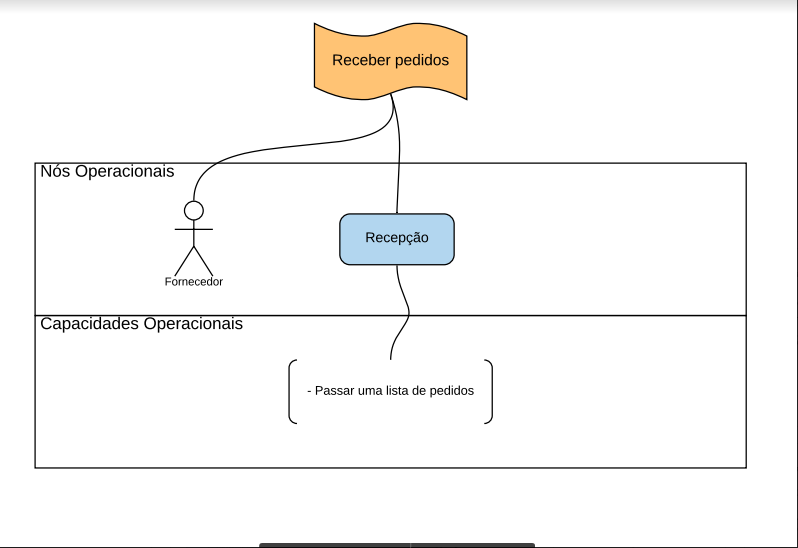 Receber pedidos
Nós Operacionais
Recepção
Fornecedor
Capacidades Operacionais
- Passar uma lista de pedidos